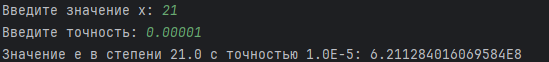 Введите значение x: 21
Введите точность: 0.00001
Значение e в степени 21.0 с точностью 1.0E-5: 6.211284016069584E8